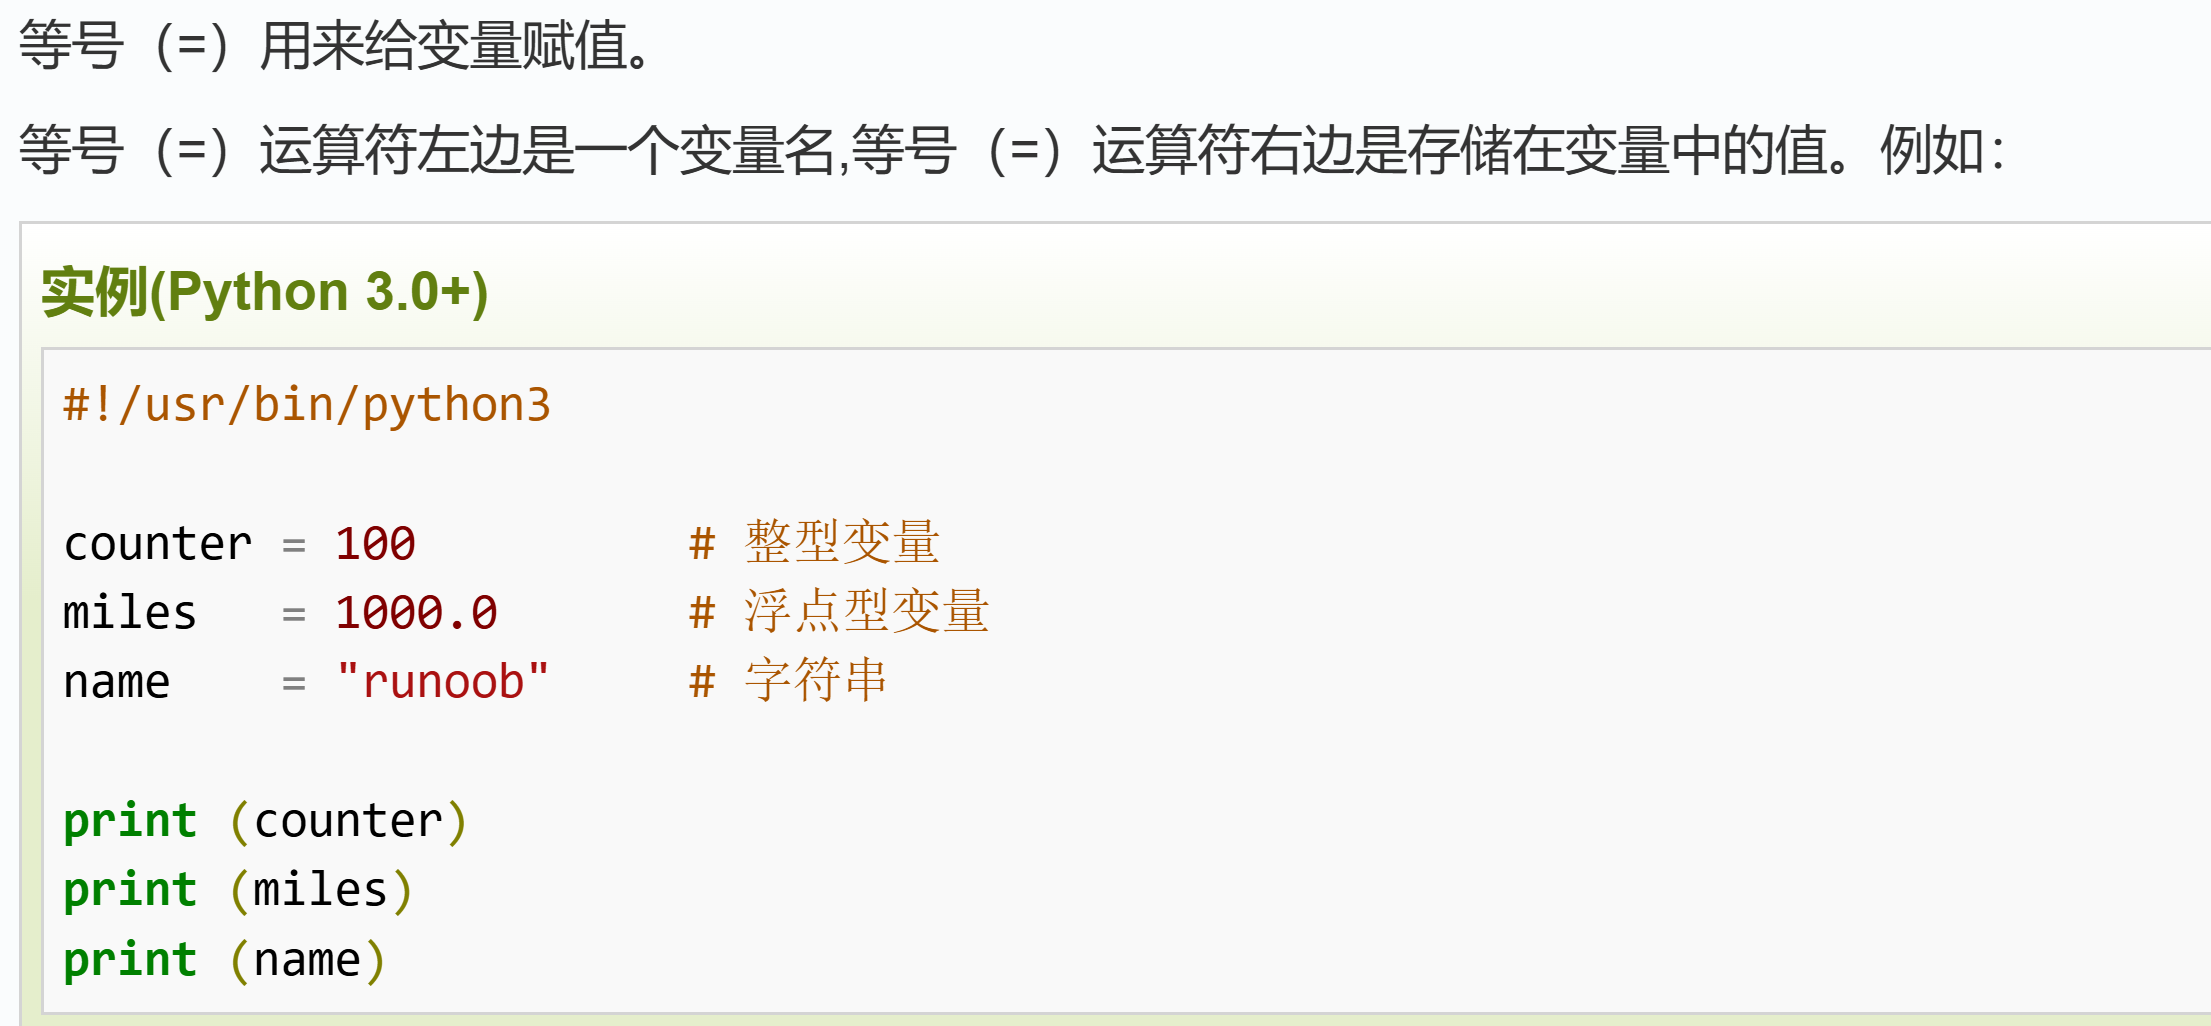 等号（=）用来给变量赋值。
等号（=）运算符左边是一个变量名,等号（=）运算符右边是存储在变量中的值。例如：
实例(Python 3.0+)
#!/usr/bin/python3
counter = 100          # 整型变量
miles   = 1000.0       # 浮点型变量
name    = "runoob"     # 字符串
print (counter)
print (miles)
print (name)